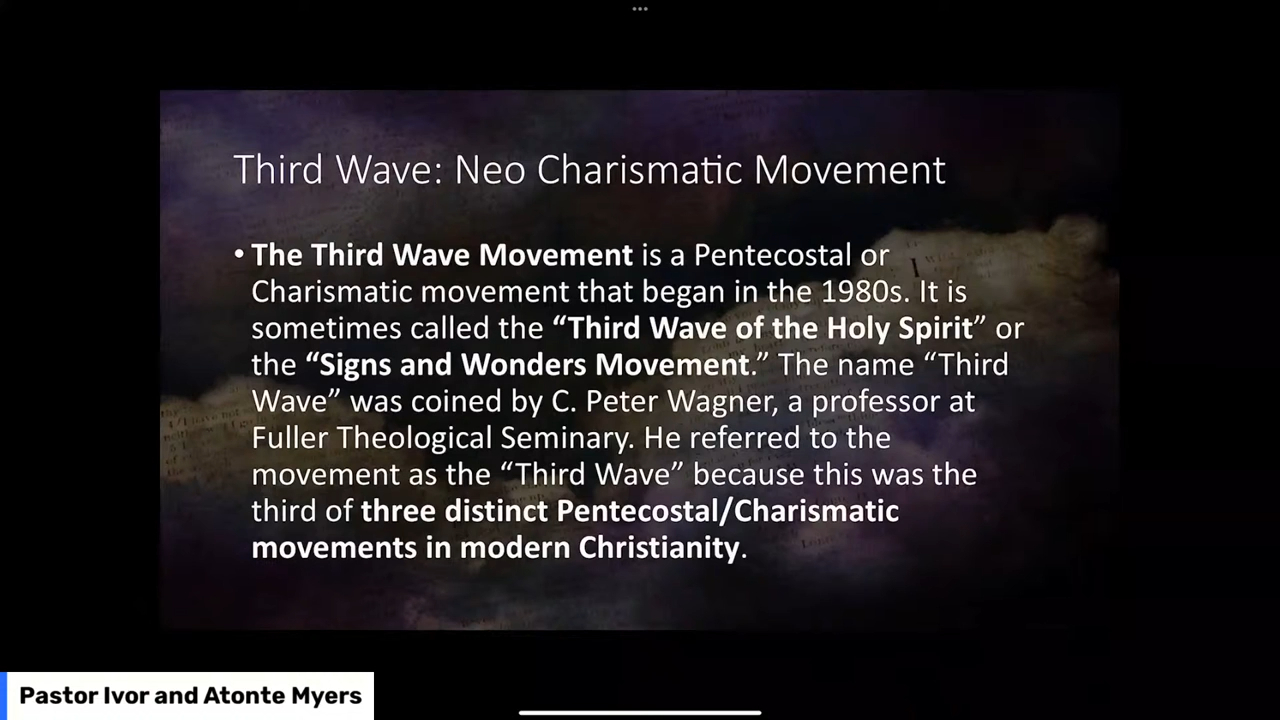 Third Wave: Neo Charismatic Movement
• The Third Wave Movement is a Pentecostal or
Charismatic movement that began in the 1980s. It is
sometimes called the “Third Wave of the Holy Spirit” or
the “Signs and Wonders Movement.” The name “Third
Wave” was coined by C. Peter Wagner, a professor at
Fuller Theological Seminary. He referred to the
movement as the “Third Wave” because this was the
third of three distinct Pentecostal/Charismatic
movements in modern Christianity.
Pastor Ivor and Atonte Myers